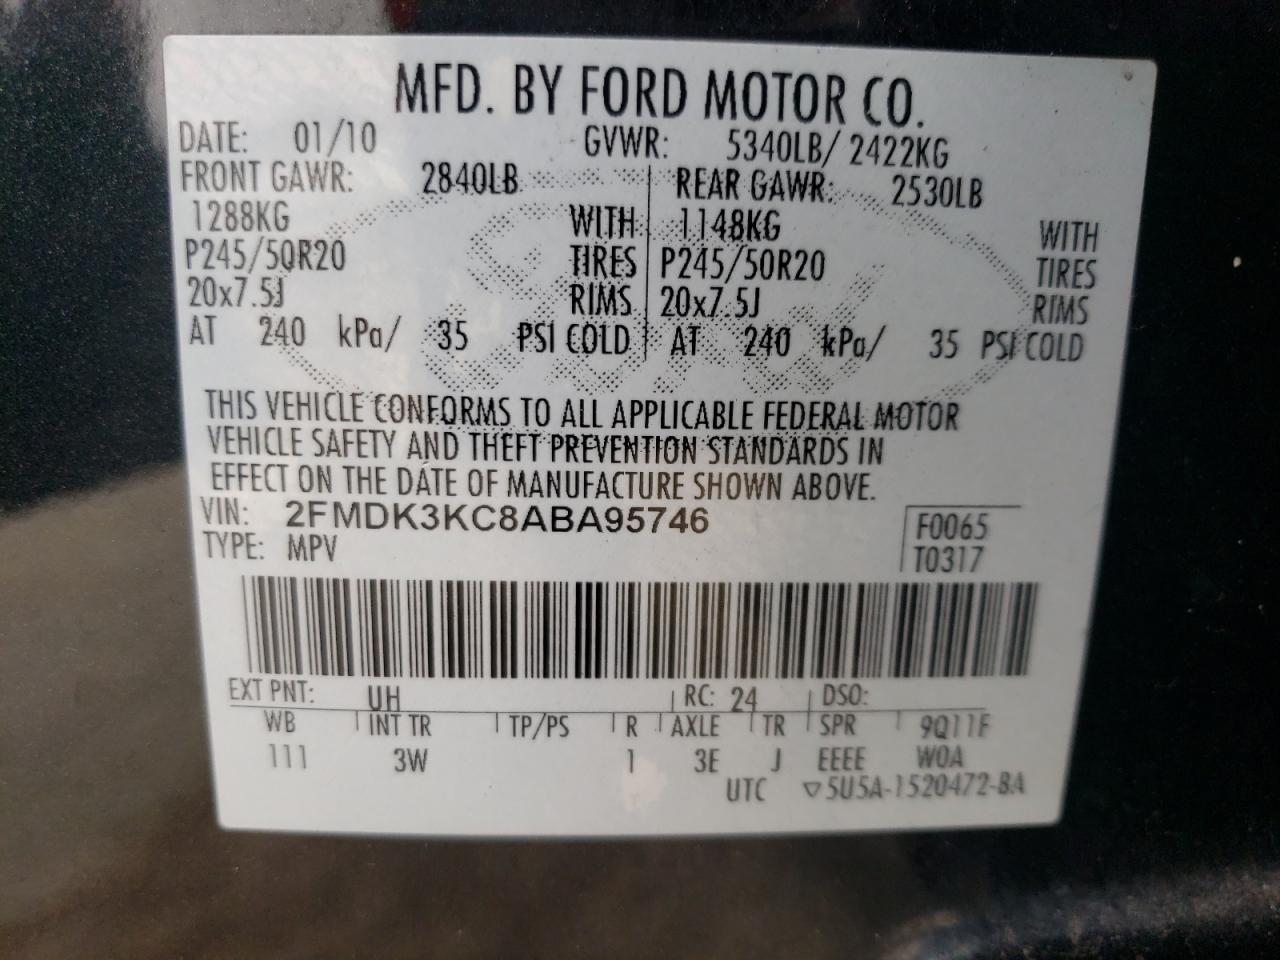 MFD. BY FORD MOTOR CO.
DATE: 01/10 GVWR: 5340LB/ 2422KG
FRONT GAWR: 2840LB REAR GAWR: 2530LB
1288KG WITH 1148KG WITH
P245/50R20 TIRES P245/50R20 TIRES
20x7.5J RIMS 20x7.5J RIMS
AT 240 kPa/ 35 PSI COLD AT 240 kPa/ 35 PSI COLD
THIS VEHICLE CONFORMS TO ALL APPLICABLE FEDERAL MOTOR
VEHICLE SAFETY AND THEFT PREVENTION STANDARDS IN
EFFECT ON THE DATE OF MANUFACTURE SHOWN ABOVE.
VIN: 2FMDK3KC8ABA95746 F0065
TYPE: MPV T0317
EXT PNT: UH RC: 24 DSO:
WB INT TR TP/PS R AXLE TR SPR 9Q11F
111 3W 1 3E J EEEE WOA
UTC ▽5U5A-1520472-BA